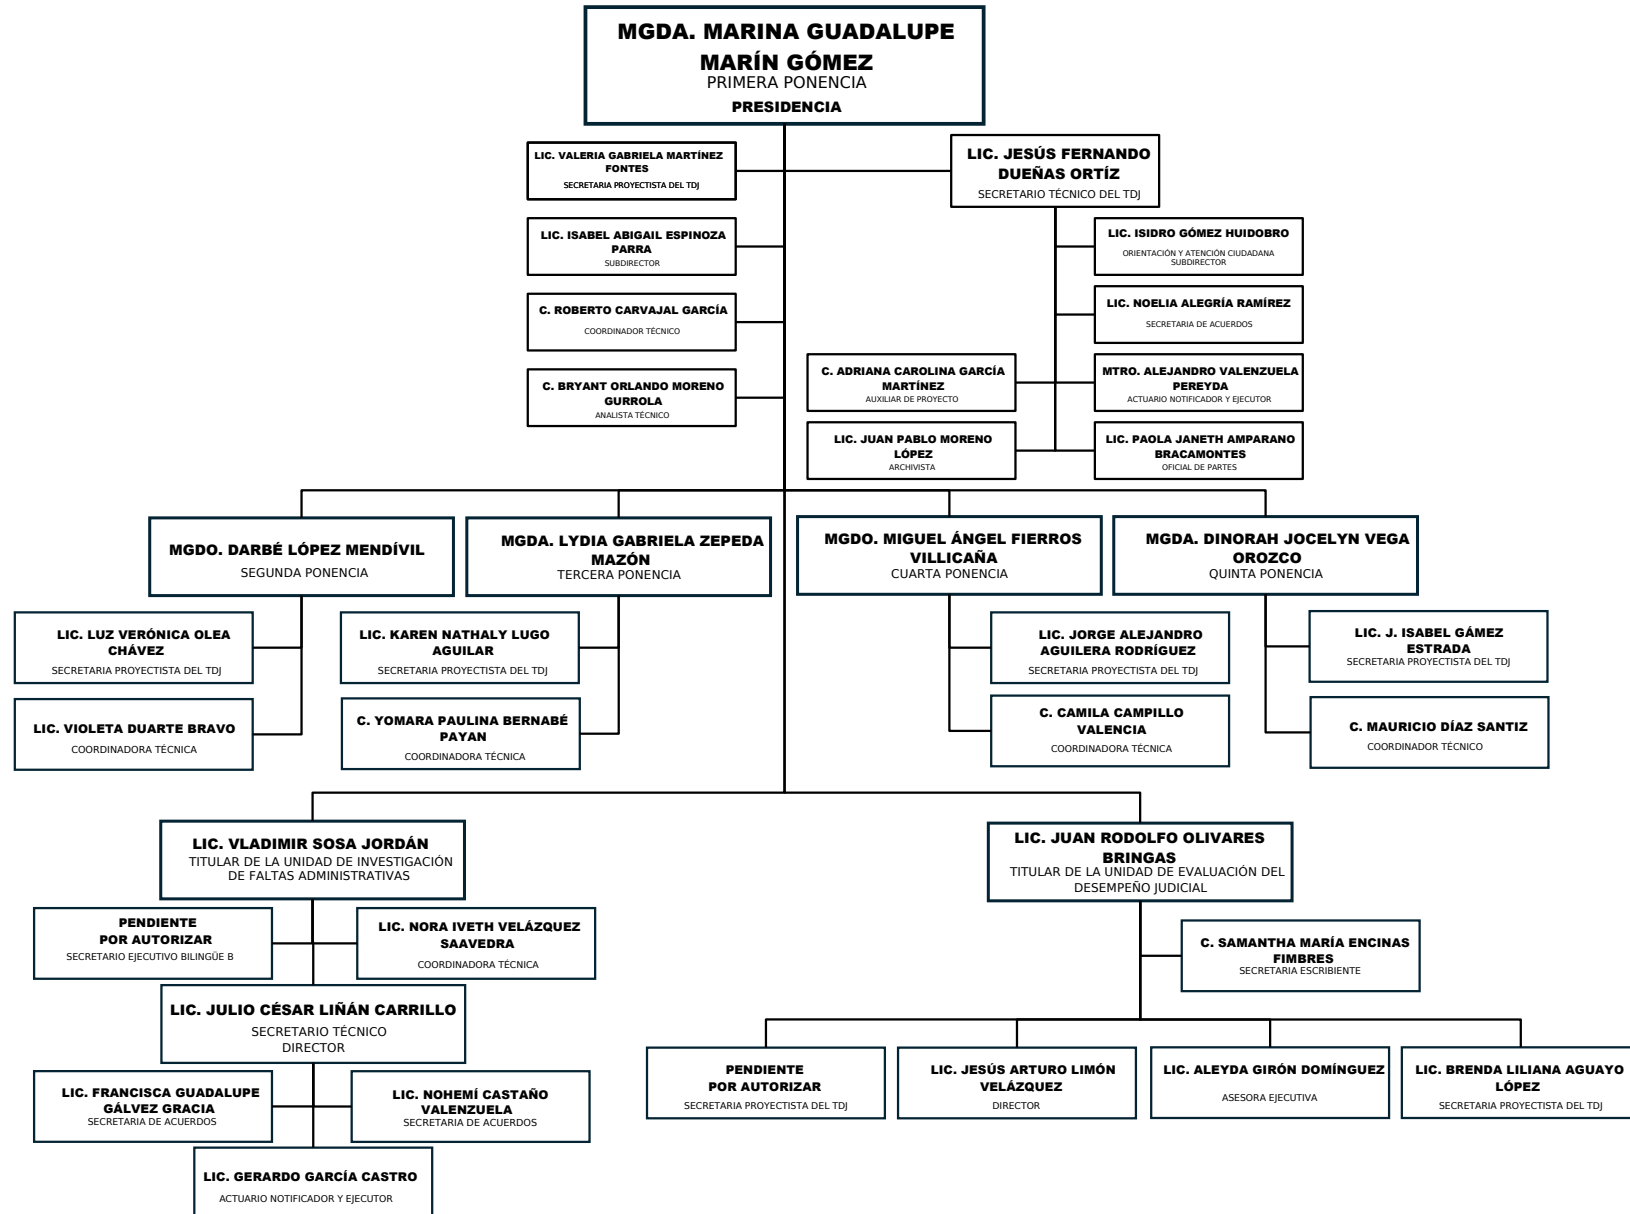 MGDA. MARINA GUADALUPE
MARÍN GÓMEZ
PRIMERA PONENCIA
PRESIDENCIA
LIC. VALERIA GABRIELA MARTÍNEZ
FONTES
SECRETARIA PROYECTISTA DEL TDJ
LIC. JESÚS FERNANDO
DUEÑAS ORTÍZ
SECRETARIO TÉCNICO DEL TDJ
LIC. ISABEL ABIGAIL ESPINOZA
PARRA
SUBDIRECTOR
LIC. ISIDRO GÓMEZ HUIDOBRO
ORIENTACIÓN Y ATENCIÓN CIUDADANA
SUBDIRECTOR
C. ROBERTO CARVAJAL GARCÍA
COORDINADOR TÉCNICO
LIC. NOELIA ALEGRÍA RAMÍREZ
SECRETARIA DE ACUERDOS
C. BRYANT ORLANDO MORENO
GURROLA
ANALISTA TÉCNICO
C. ADRIANA CAROLINA GARCÍA
MARTÍNEZ
AUXILIAR DE PROYECTO
MTRO. ALEJANDRO VALENZUELA
PEREYDA
ACTUARIO NOTIFICADOR Y EJECUTOR
LIC. JUAN PABLO MORENO
LÓPEZ
ARCHIVISTA
LIC. PAOLA JANETH AMPARANO
BRACAMONTES
OFICIAL DE PARTES
MGDO. DARBÉ LÓPEZ MENDÍVIL
SEGUNDA PONENCIA
MGDA. LYDIA GABRIELA ZEPEDA
MAZÓN
TERCERA PONENCIA
MGDO. MIGUEL ÁNGEL FIERROS
VILLICAÑA
CUARTA PONENCIA
MGDA. DINORAH JOCELYN VEGA
OROZCO
QUINTA PONENCIA
LIC. LUZ VERÓNICA OLEA
CHÁVEZ
SECRETARIA PROYECTISTA DEL TDJ
LIC. KAREN NATHALY LUGO
AGUILAR
SECRETARIA PROYECTISTA DEL TDJ
LIC. JORGE ALEJANDRO
AGUILERA RODRÍGUEZ
SECRETARIA PROYECTISTA DEL TDJ
LIC. J. ISABEL GÁMEZ
ESTRADA
SECRETARIA PROYECTISTA DEL TDJ
LIC. VIOLETA DUARTE BRAVO
COORDINADORA TÉCNICA
C. YOMARA PAULINA BERNABÉ
PAYAN
COORDINADORA TÉCNICA
C. CAMILA CAMPILLO
VALENCIA
COORDINADORA TÉCNICA
C. MAURICIO DÍAZ SANTIZ
COORDINADOR TÉCNICO
LIC. VLADIMIR SOSA JORDÁN
TITULAR DE LA UNIDAD DE INVESTIGACIÓN
DE FALTAS ADMINISTRATIVAS
LIC. JUAN RODOLFO OLIVARES
BRINGAS
TITULAR DE LA UNIDAD DE EVALUACIÓN DEL
DESEMPEÑO JUDICIAL
PENDIENTE
POR AUTORIZAR
SECRETARIO EJECUTIVO BILINGÜE B
LIC. NORA IVETH VELÁZQUEZ
SAAVEDRA
COORDINADORA TÉCNICA
C. SAMANTHA MARÍA ENCINAS
FIMBRES
SECRETARIA ESCRIBIENTE
LIC. JULIO CÉSAR LIÑÁN CARRILLO
SECRETARIO TÉCNICO
DIRECTOR
LIC. FRANCISCA GUADALUPE
GÁLVEZ GRACIA
SECRETARIA DE ACUERDOS
LIC. NOHEMÍ CASTAÑO
VALENZUELA
SECRETARIA DE ACUERDOS
PENDIENTE
POR AUTORIZAR
SECRETARIA PROYECTISTA DEL TDJ
LIC. JESÚS ARTURO LIMÓN
VELÁZQUEZ
DIRECTOR
LIC. ALEYDA GIRÓN DOMÍNGUEZ
ASESORA EJECUTIVA
LIC. BRENDA LILIANA AGUAYO
LÓPEZ
SECRETARIA PROYECTISTA DEL TDJ
LIC. GERARDO GARCÍA CASTRO
ACTUARIO NOTIFICADOR Y EJECUTOR